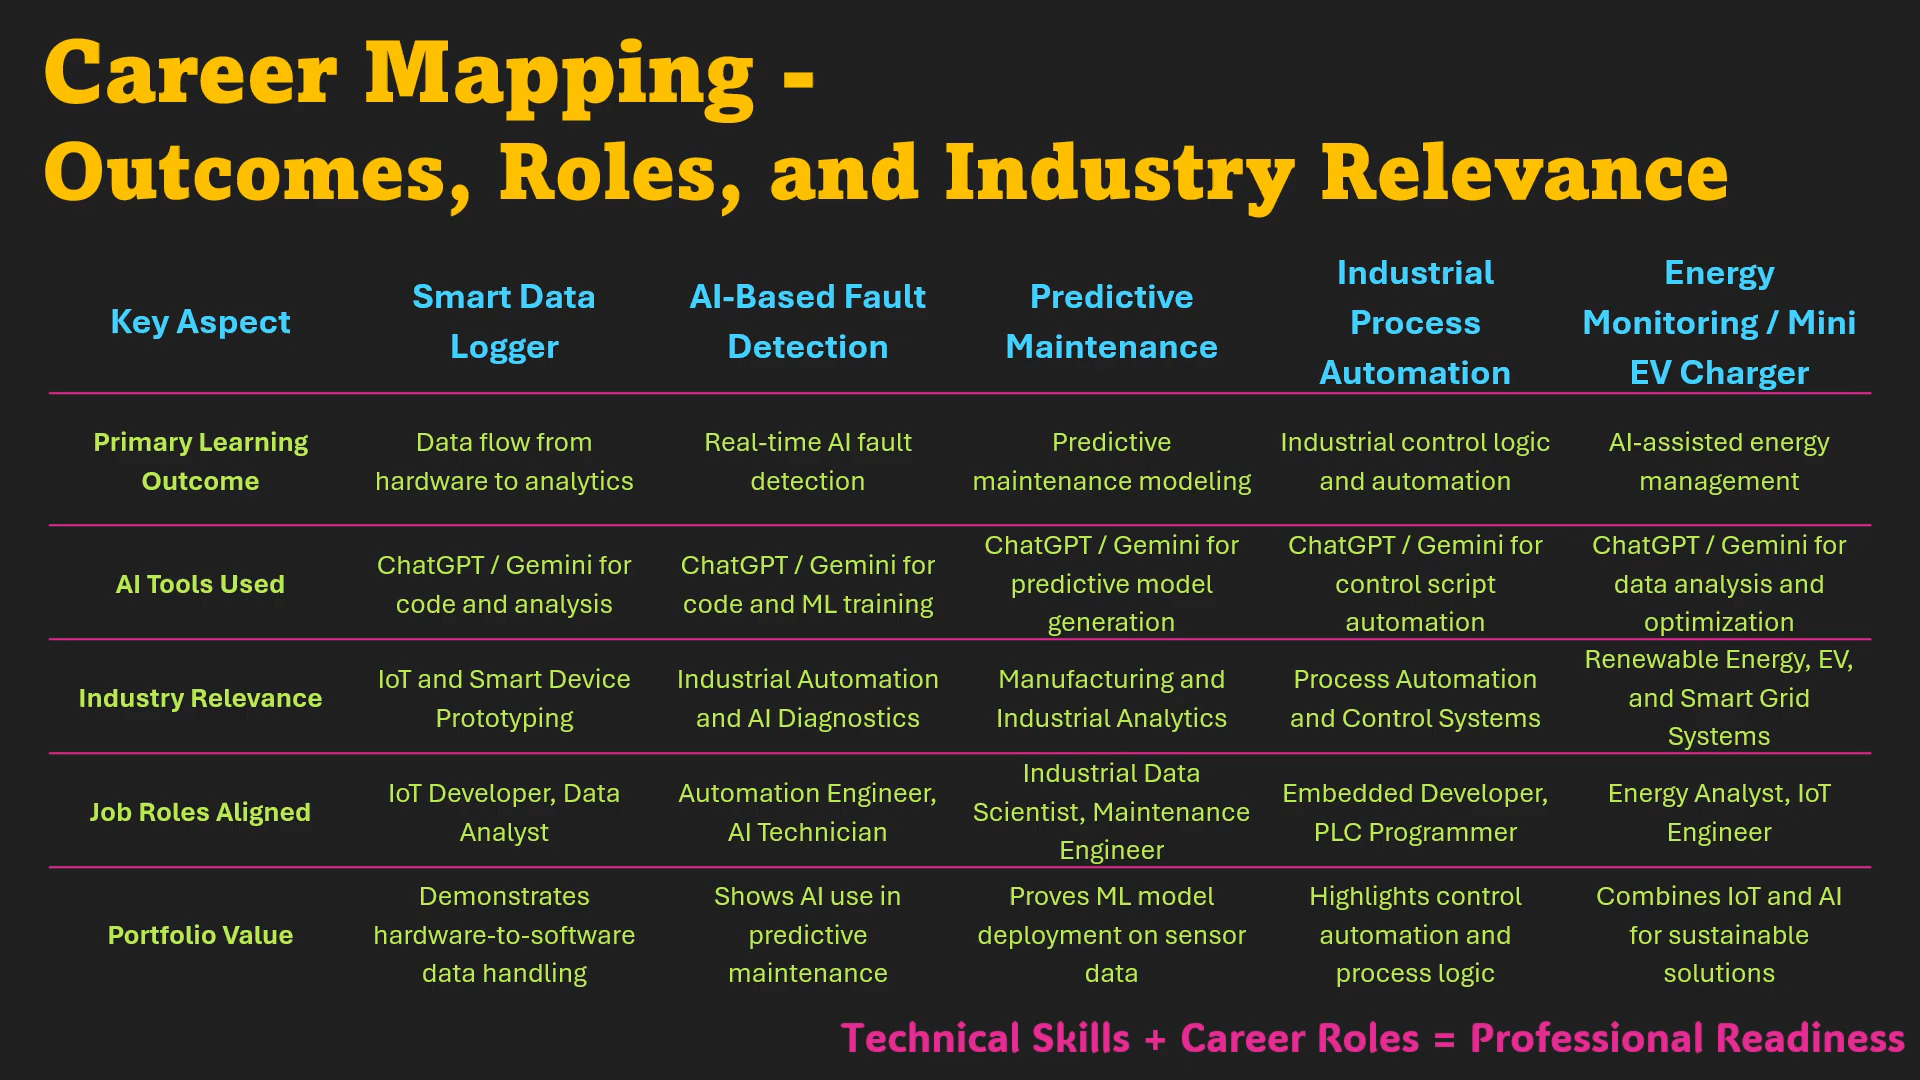 Career Mapping -
Outcomes, Roles, and Industry Relevance
Key Aspect
Smart Data
Logger
AI-Based Fault
Detection
Predictive
Maintenance
Industrial
Process
Automation
Energy
Monitoring / Mini
EV Charger
Primary Learning
Outcome
Data flow from
hardware to analytics
Real-time AI fault
detection
Predictive
maintenance modeling
Industrial control logic
and automation
AI-assisted energy
management
AI Tools Used
ChatGPT / Gemini for
code and analysis
ChatGPT / Gemini for
code and ML training
ChatGPT / Gemini for
predictive model
generation
ChatGPT / Gemini for
control script
automation
ChatGPT / Gemini for
data analysis and
optimization
Industry Relevance
IoT and Smart Device
Prototyping
Industrial Automation
and AI Diagnostics
Manufacturing and
Industrial Analytics
Process Automation
and Control Systems
Renewable Energy, EV,
and Smart Grid
Systems
Job Roles Aligned
IoT Developer, Data
Analyst
Automation Engineer,
AI Technician
Industrial Data
Scientist, Maintenance
Engineer
Embedded Developer,
PLC Programmer
Energy Analyst, IoT
Engineer
Portfolio Value
Demonstrates
hardware-to-software
data handling
Shows AI use in
predictive
maintenance
Proves ML model
deployment on sensor
data
Highlights control
automation and
process logic
Combines IoT and AI
for sustainable
solutions
Technical Skills + Career Roles = Professional Readiness